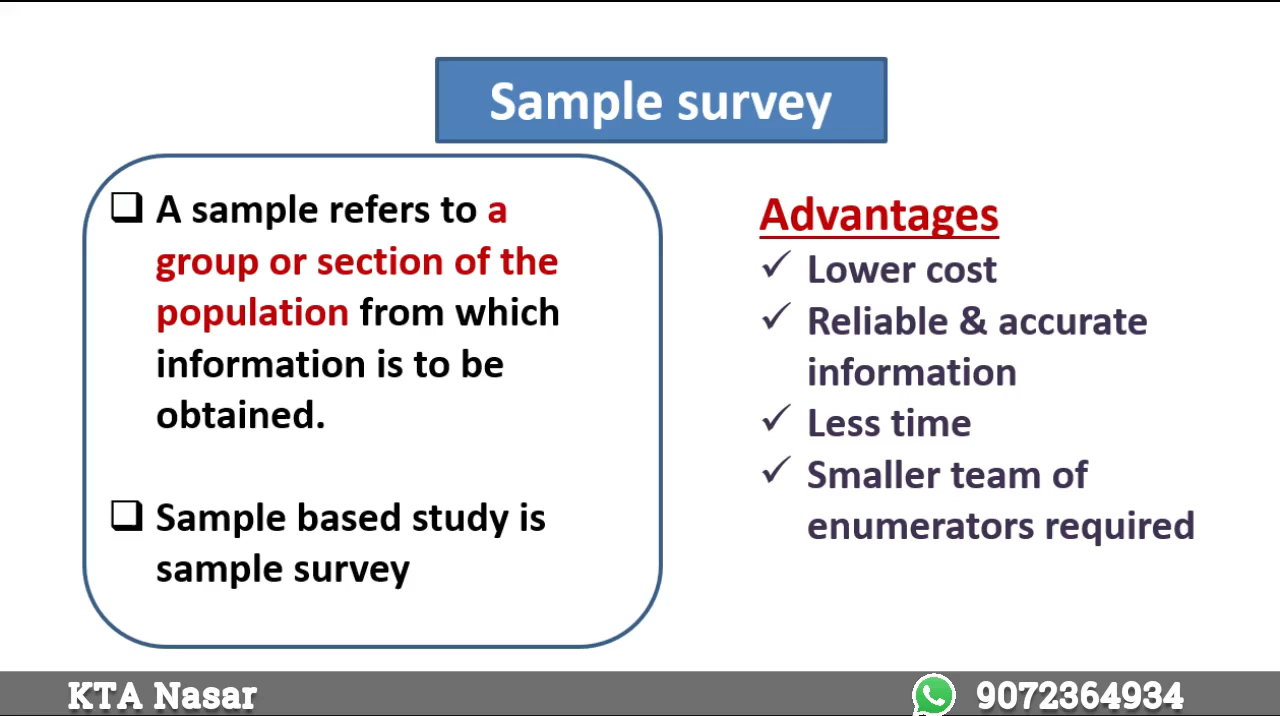 Sample survey
A sample refers to a
group or section of the
population from which
information is to be
obtained.
Sample based study is
sample survey
Advantages
Lower cost
Reliable & accurate
information
Less time
Smaller team of
enumerators required
KTA Nasar
9072364934